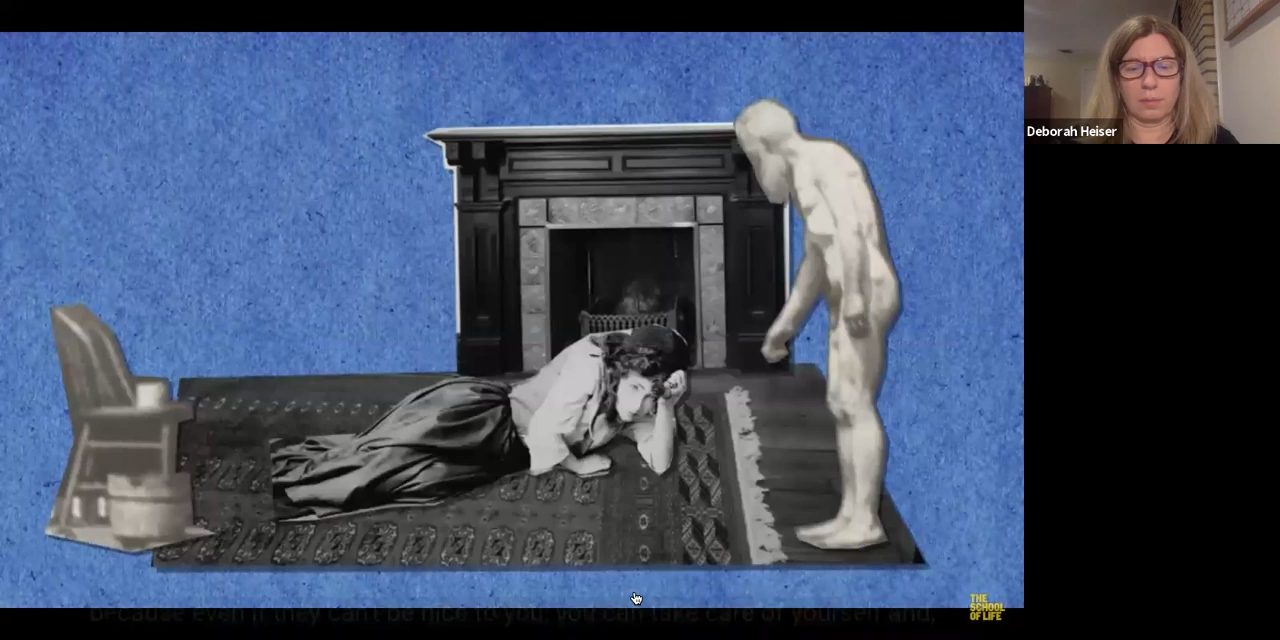 Deborah Heiser
THE
SCHOOL
OF LIFE
because even if they can't be nice to you, you can take care of yourself and,